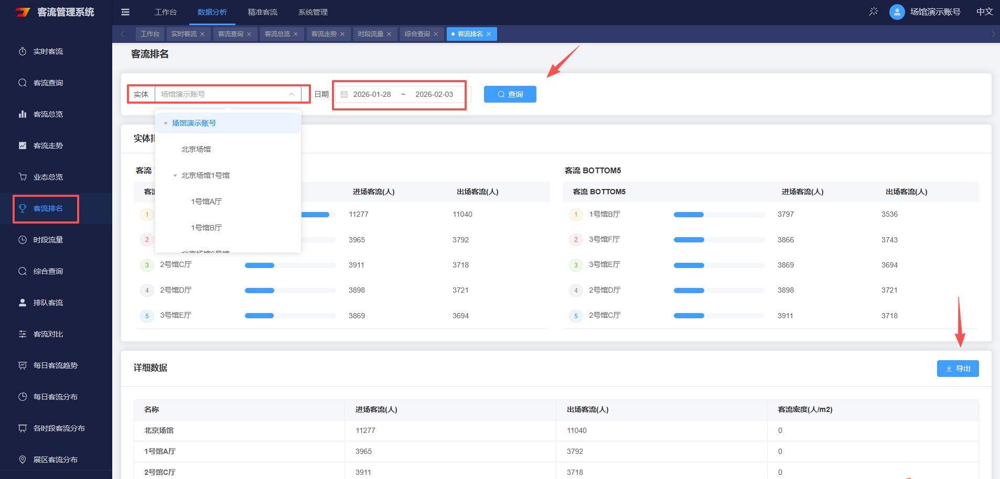 客流管理系统
工作台 数据分析 精准客流 系统管理
场馆演示账号 中文
工作台 实时客流 客流查询 客流总览 客流走势 时段流量 综合查询 客流排名
实时客流
客流查询
客流总览
客流走势
业态总览
客流排名
时段流量
综合查询
排队客流
客流对比
每日客流趋势
每日客流分布
各时段客流分布
展区客流分布
客流排名
实体 场馆演示账号 日期 2026-01-28 ~ 2026-02-03 查询
场馆演示账号
北京场馆
北京场馆1号馆
1号馆A厅
1号馆B厅
实体排
客流
客流 进场客流(人) 出场客流(人)
1 11277 11040
2 3965 3792
3 2号馆C厅 3911 3718
4 2号馆D厅 3898 3721
5 3号馆E厅 3869 3694
客流 BOTTOM5
客流 BOTTOM5 进场客流(人) 出场客流(人)
1 1号馆B厅 3797 3536
2 3号馆F厅 3866 3743
3 3号馆E厅 3869 3694
4 2号馆D厅 3898 3721
5 2号馆C厅 3911 3718
详细数据 导出
名称 进场客流(人) 出场客流(人) 客流密度(人/m2)
北京场馆 11277 11040 0
1号馆A厅 3965 3792 0
2号馆C厅 3911 3718 0